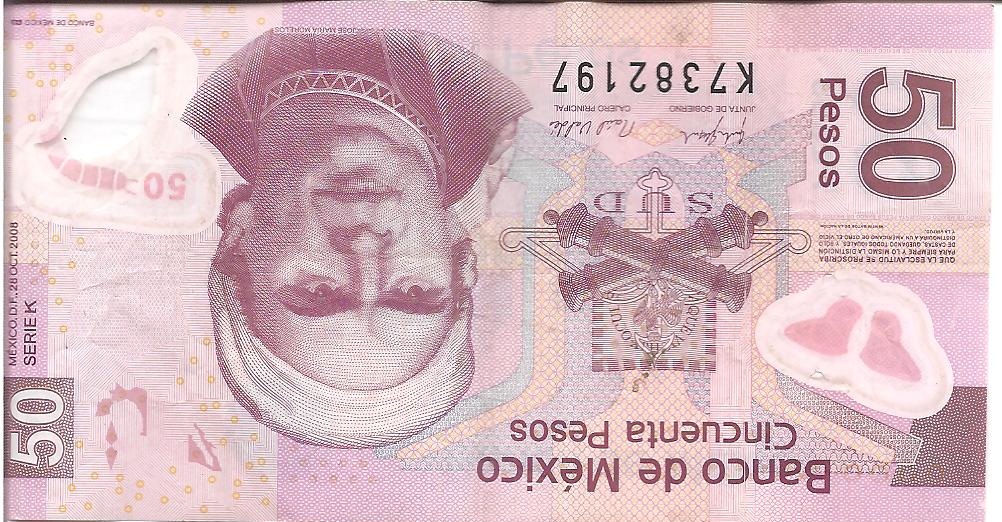 Banco de México
Cincuenta Pesos
50
MÉXICO, D.F. 28 OCT. 2008
SERIE K
QUE LA ESCLAVITUD SE PROSCRIBA
PARA SIEMPRE Y LO MISMO LA DISTINCIÓN
DE CASTAS, QUEDANDO TODOS IGUALES, Y SÓLO
DISTINGUIRÁ A UN AMERICANO DE OTRO EL VICIO
Y LA VIRTUD.
SUD
50
JUNTA DE GOBIERNO
CAJERO PRINCIPAL
K7382197
50
Pesos
JOSÉ MARÍA MORELOS
BANCO DE MÉXICO